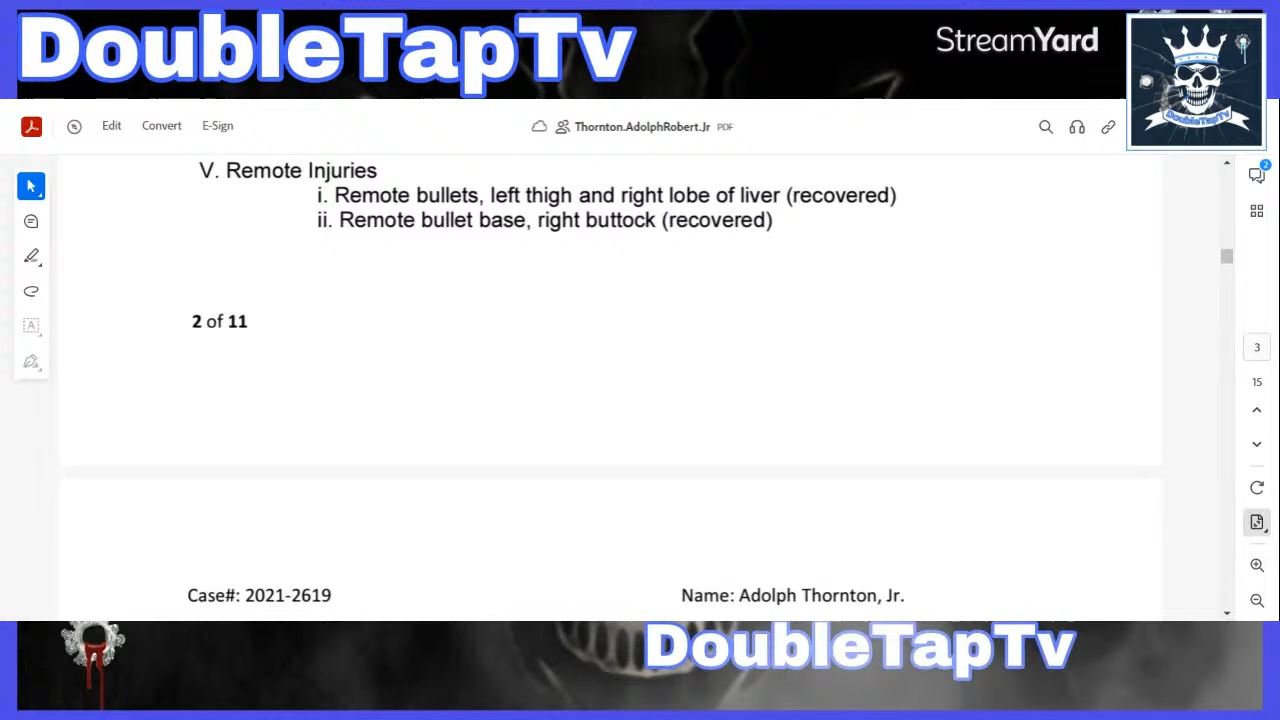 DoubleTapTv
StreamYard
DoubleTapTv
Edit Convert E-Sign
Thornton.AdolphRobert.Jr PDF
2
V. Remote Injuries
i. Remote bullets, left thigh and right lobe of liver (recovered)
ii. Remote bullet base, right buttock (recovered)
2 of 11
3
15
Case#: 2021-2619 Name: Adolph Thornton, Jr.
DoubleTapTv